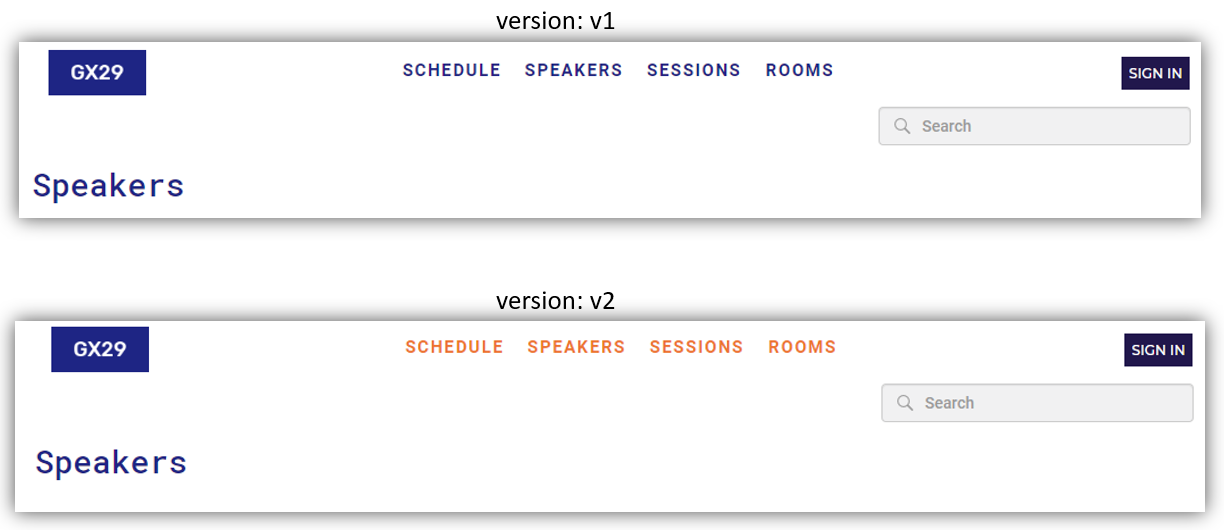 version: v1
GX29
SCHEDULE SPEAKERS SESSIONS ROOMS
SIGN IN
Search
Speakers
version: v2
GX29
SCHEDULE SPEAKERS SESSIONS ROOMS
SIGN IN
Search
Speakers